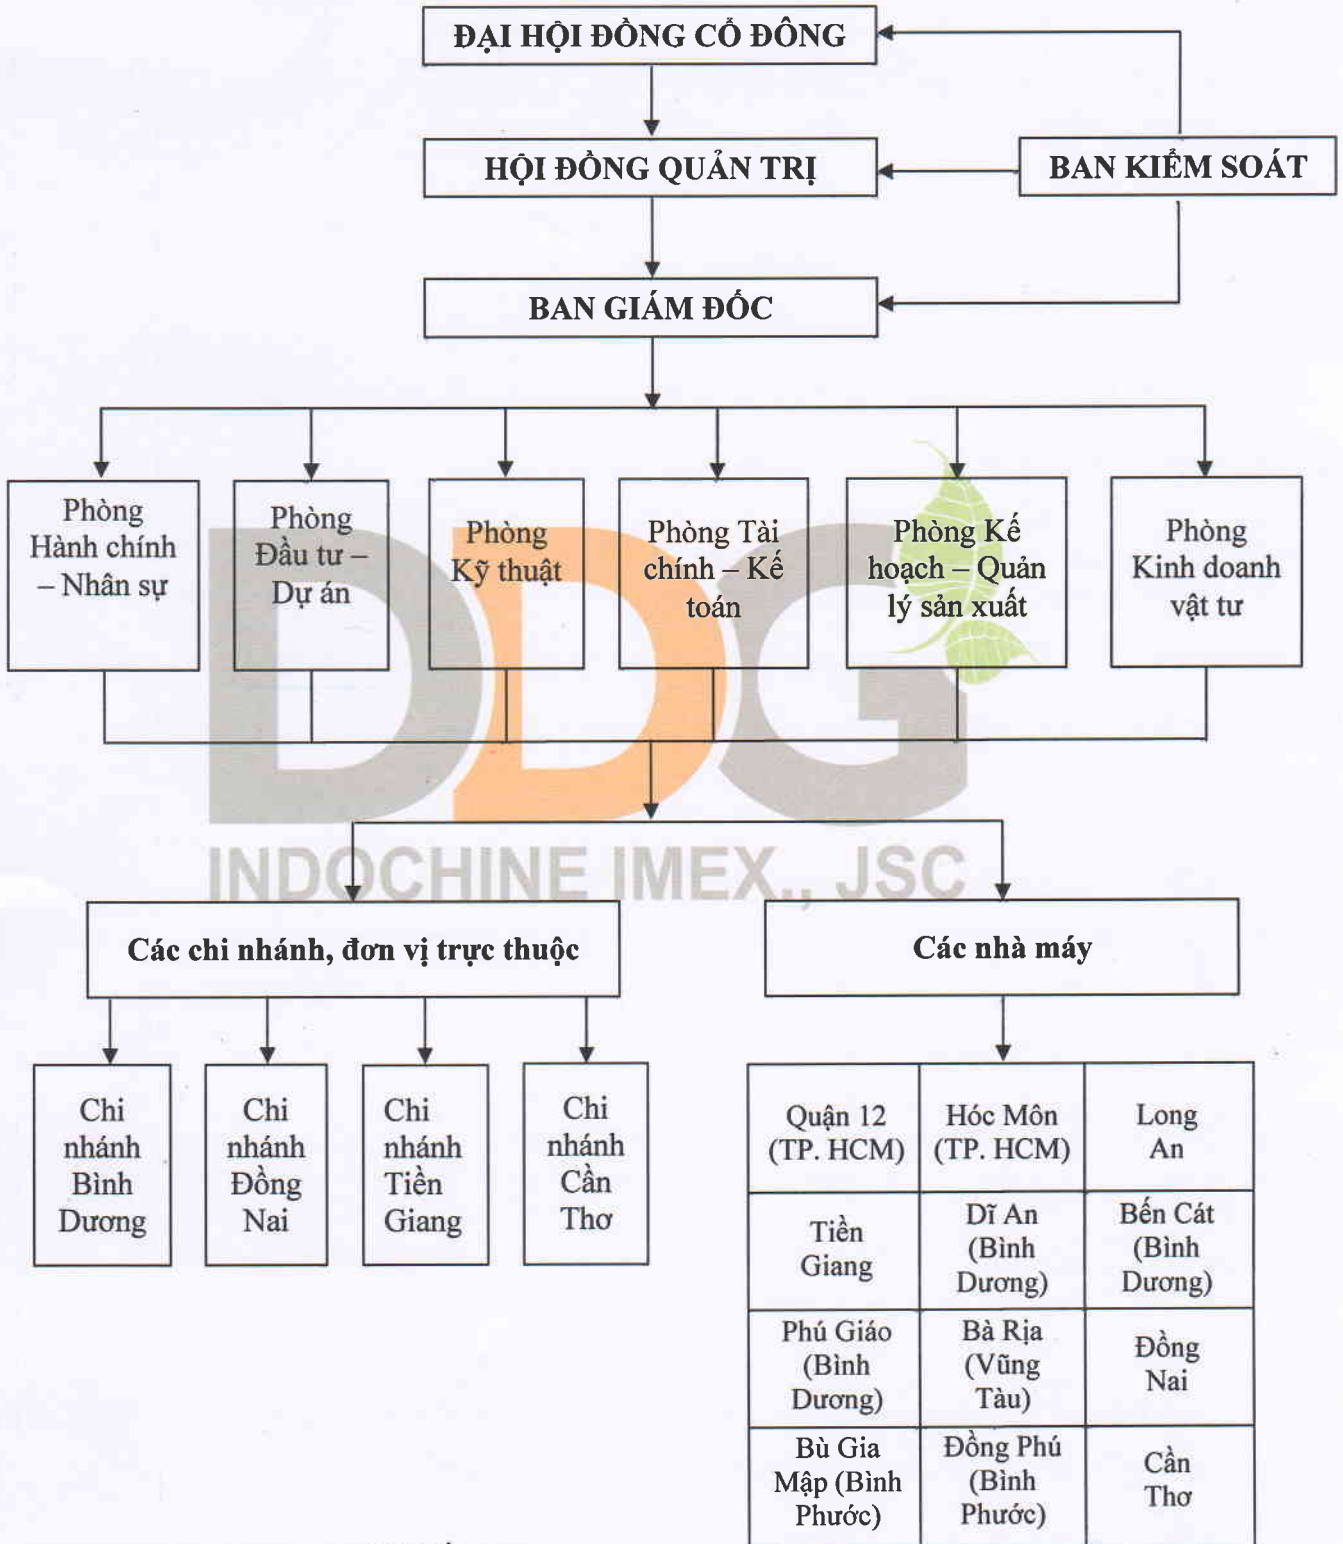 ĐẠI HỘI ĐỒNG CỔ ĐÔNG
HỘI ĐỒNG QUẢN TRỊ
BAN KIỂM SOÁT
BAN GIÁM ĐỐC
Phòng
Hành chính
– Nhân sự
Phòng
Đầu tư –
Dự án
Phòng
Kỹ thuật
Phòng Tài
chính – Kế
toán
Phòng Kế
hoạch – Quản
lý sản xuất
Phòng
Kinh doanh
vật tư
DDG
INDOCHINE IMEX., JSC
Các chi nhánh, đơn vị trực thuộc
Các nhà máy
Chi
nhánh
Bình
Dương
Chi
nhánh
Đồng
Nai
Chi
nhánh
Tiền
Giang
Chi
nhánh
Cần
Thơ
Quận 12
(TP. HCM)
Hóc Môn
(TP. HCM)
Long
An
Tiền
Giang
Dĩ An
(Bình
Dương)
Bến Cát
(Bình
Dương)
Phú Giáo
(Bình
Dương)
Bà Rịa
(Vũng
Tàu)
Đồng
Nai
Bù Gia
Mập (Bình
Phước)
Đồng Phú
(Bình
Phước)
Cần
Thơ